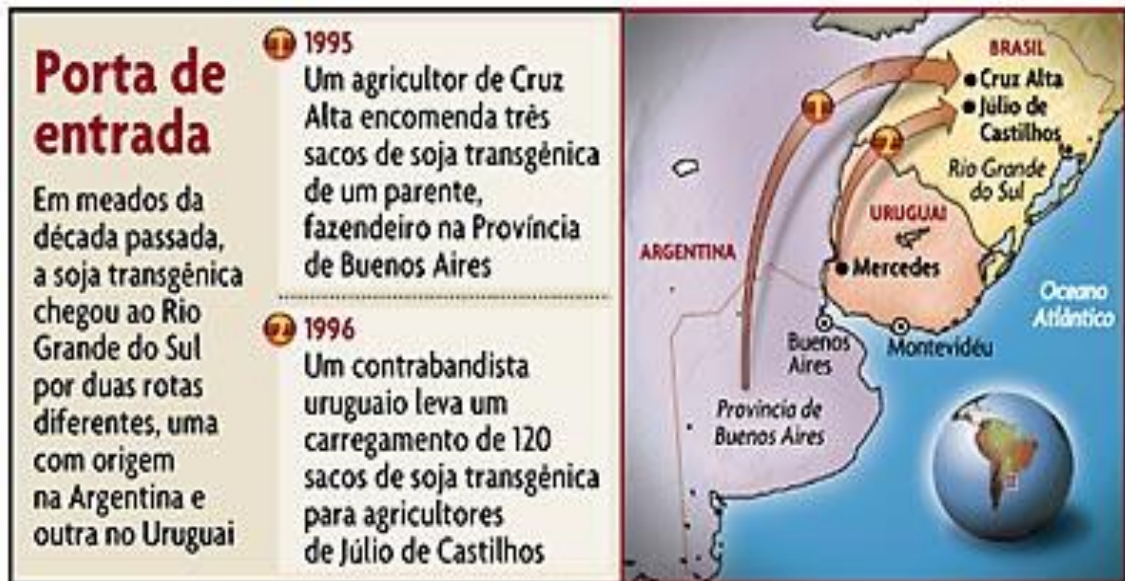 Porta de
entrada
Em meados da
década passada,
a soja transgênica
chegou ao Rio
Grande do Sul
por duas rotas
diferentes, uma
com origem
na Argentina e
outra no Uruguai
1 1995
Um agricultor de Cruz
Alta encomenda três
sacos de soja transgênica
de um parente,
fazendeiro na Província
de Buenos Aires
2 1996
Um contrabandista
uruguaio leva um
carregamento de 120
sacos de soja transgênica
para agricultores
de Júlio de Castilhos
BRASIL
Cruz Alta
Júlio de
Castilhos
1
2
Rio Grande
do Sul
URUGUAI
ARGENTINA
Mercedes
Oceano
Atlântico
Buenos
Aires
Montevidéu
Província de
Buenos Aires